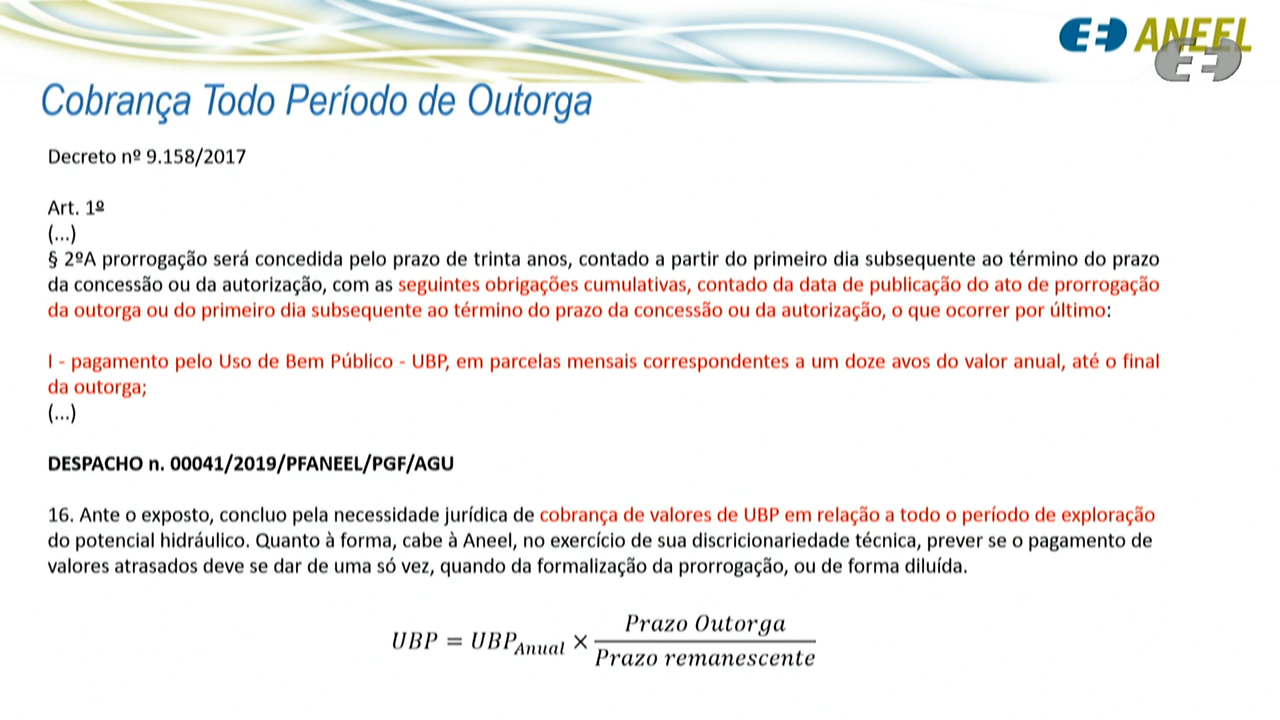 ANEEL
Cobrança Todo Período de Outorga
Decreto nº 9.158/2017
Art. 1º
(...)
§ 2ºA prorrogação será concedida pelo prazo de trinta anos, contado a partir do primeiro dia subsequente ao término do prazo
da concessão ou da autorização, com as seguintes obrigações cumulativas, contado da data de publicação do ato de prorrogação
da outorga ou do primeiro dia subsequente ao término do prazo da concessão ou da autorização, o que ocorrer por último:
I - pagamento pelo Uso de Bem Público - UBP, em parcelas mensais correspondentes a um doze avos do valor anual, até o final
da outorga;
(...)
DESPACHO n. 00041/2019/PFANEEL/PGF/AGU
16. Ante o exposto, concluo pela necessidade jurídica de cobrança de valores de UBP em relação a todo o período de exploração
do potencial hidráulico. Quanto à forma, cabe à Aneel, no exercício de sua discricionariedade técnica, prever se o pagamento de
valores atrasados deve se dar de uma só vez, quando da formalização da prorrogação, ou de forma diluída.
Prazo Outorga
UBP = UBP Anual ×
Prazo remanescente